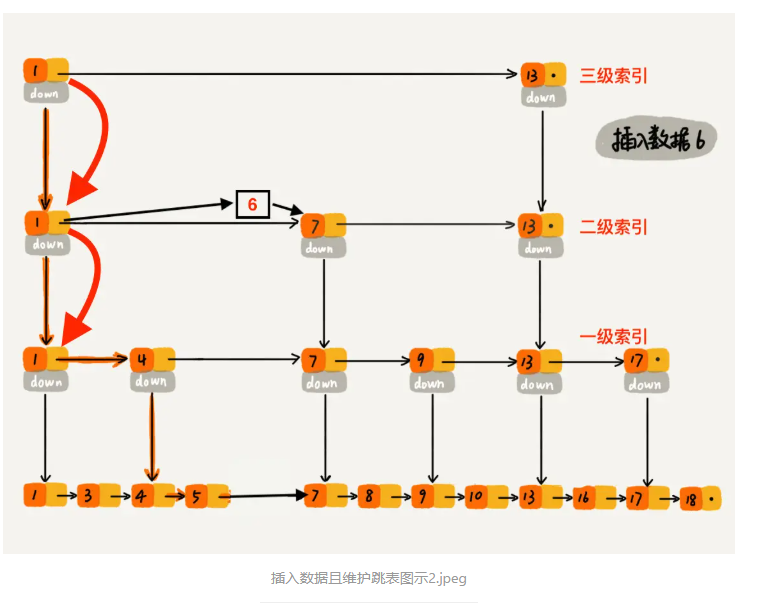 1 13 三级索引
down down
插入数据6
6
1 7 13 二级索引
down down down
一级索引
1 4 7 9 13 17
down down down down down down
1 3 4 5 7 8 9 10 13 16 17 18
插入数据且维护跳表图示2.jpeg